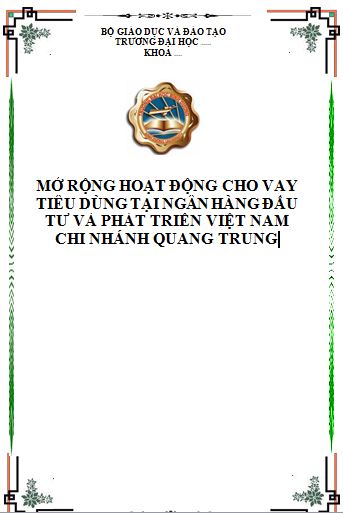 BỘ GIÁO DỤC VÀ ĐÀO TẠO
TRƯỜNG ĐẠI HỌC .....
KHOA ....
MỞ RỘNG HOẠT ĐỘNG CHO VAY
TIÊU DÙNG TẠI NGÂN HÀNG ĐẦU
TƯ VÀ PHÁT TRIỂN VIỆT NAM
CHI NHÁNH QUANG TRUNG